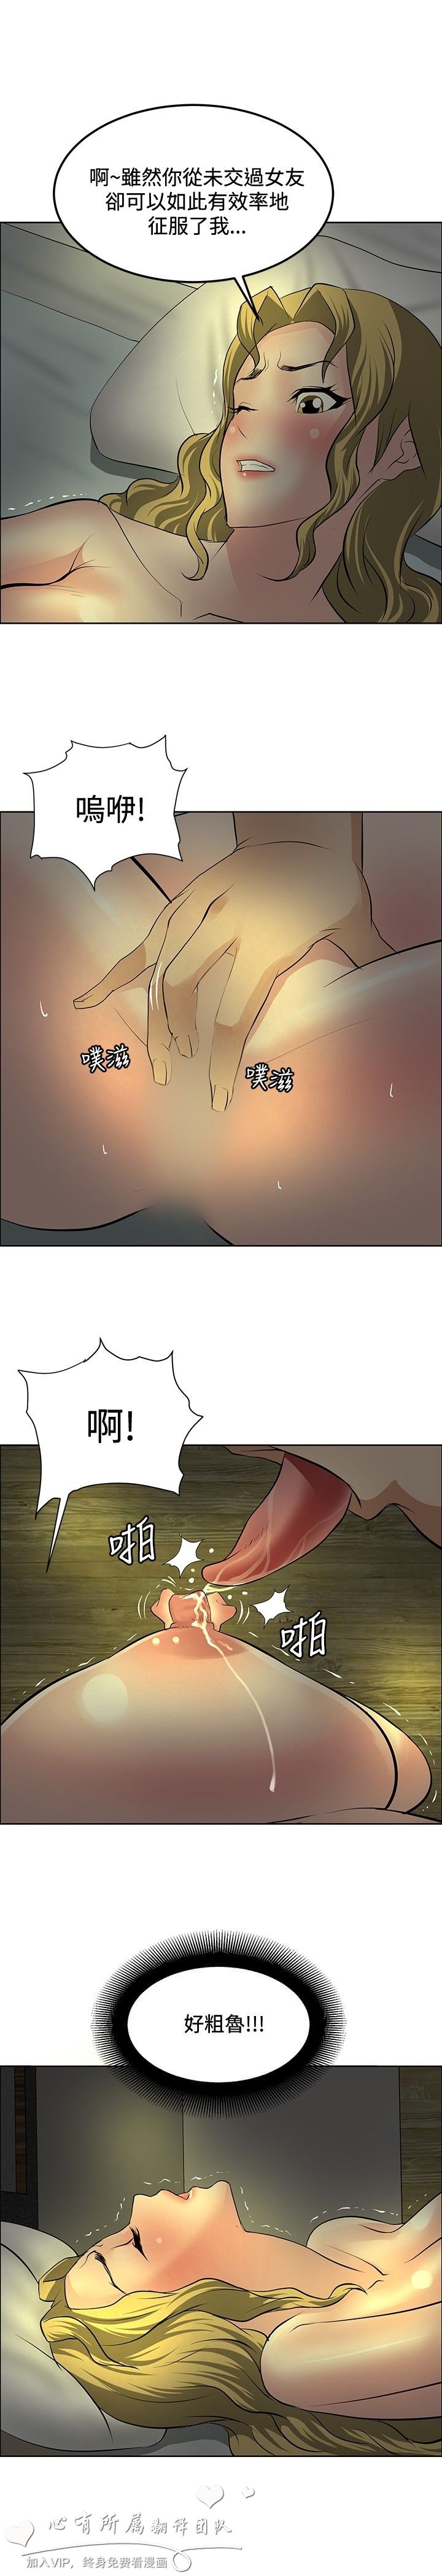 啊~雖然你從未交過女友
卻可以如此有效率地
征服了我...
嗚咿!
噗滋
噗滋
啊!
啪
啪
好粗魯!!!
心有所属翻译团队
加入VIP，终身免费看漫画